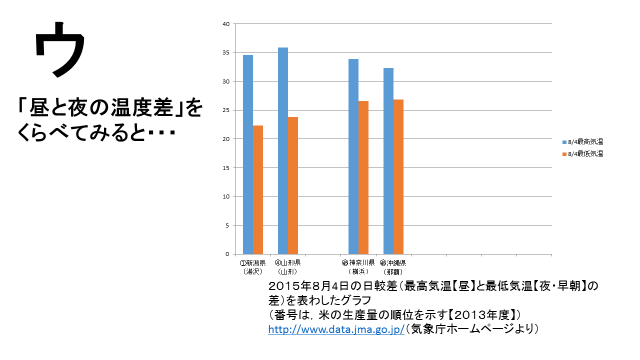 ウ
「昼と夜の温度差」を
くらべてみると・・・
40
35
30
25
20
15
10
5
0
8/4最高気温
8/4最低気温
①新潟県
(湯沢)
④山形県
(山形)
神奈川県
(横浜)
沖縄県
(那覇)
2015年8月4日の日較差(最高気温【昼】と最低気温【夜・早朝】の
差)を表わしたグラフ
(番号は，米の生産量の順位を示す【2013年度】)
http://www.data.jma.go.jp/(気象庁ホームページより)